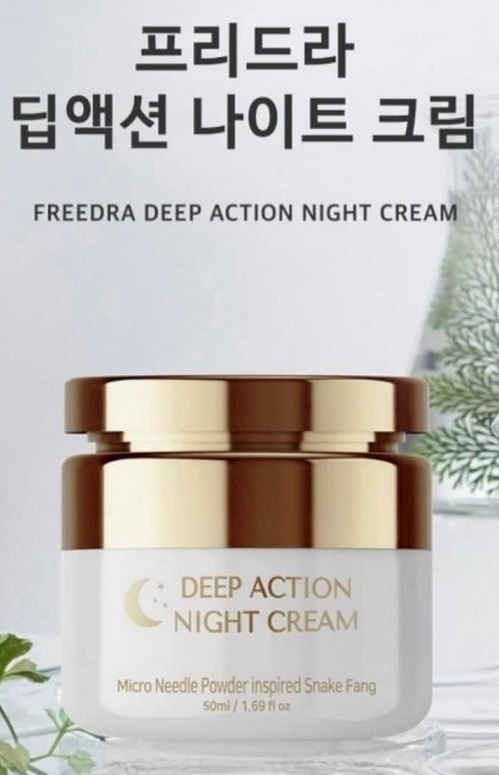 프리드라
딥액션 나이트 크림
FREEDRA DEEP ACTION NIGHT CREAM
DEEP ACTION
NIGHT CREAM
Micro Needle Powder inspired Snake Fang
50ml / 1.69 fl oz